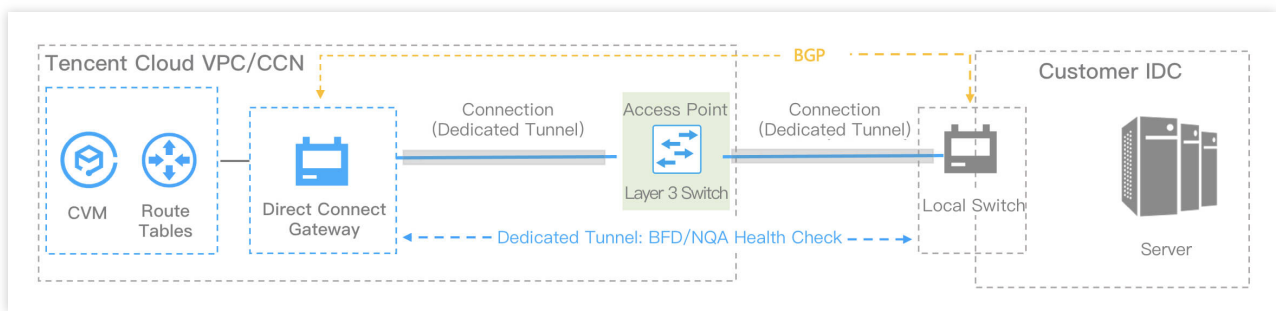 Tencent Cloud VPC/CCN
BGP
Customer IDC
Connection
(Dedicated Tunnel)
Access Point
Connection
(Dedicated Tunnel)
CVM
Route
Tables
Direct Connect
Gateway
Layer 3 Switch
Local Switch
Dedicated Tunnel: BFD/NQA Health Check
Server